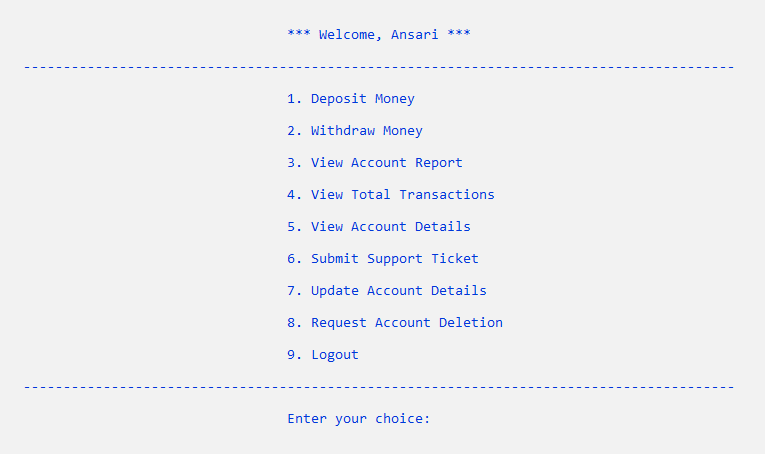 *** Welcome, Ansari ***
-----------------------------------------------------------------------------------------
1. Deposit Money
2. Withdraw Money
3. View Account Report
4. View Total Transactions
5. View Account Details
6. Submit Support Ticket
7. Update Account Details
8. Request Account Deletion
9. Logout
-----------------------------------------------------------------------------------------
Enter your choice: